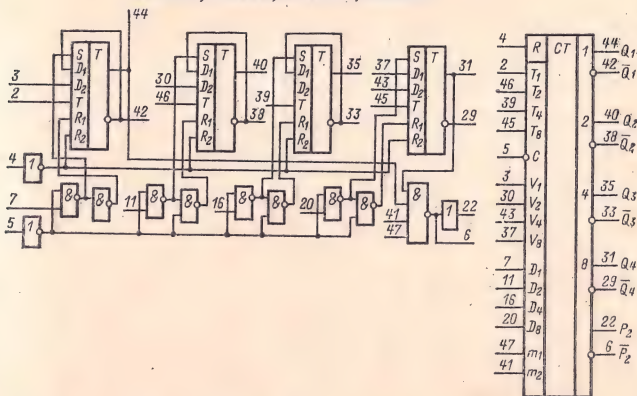 44
S T
D1
D2
T
R1
R2
3
2
42
S T
D1
D2
T
R1
R2
30
46
40
38
S T
D1
D2
T
R1
R2
39
35
33
S T
D1
D2
T
R1
R2
37
43
45
31
29
4 1
7 & &
11 & &
16 & &
20 & &
5 1
41
47
&
1 22
6
4 R CT 1 44 Q1
42 Q̅1
2 T1
46 T2
39 T4
45 T8
2 40 Q2
38 Q̅2
5 C
3 V1
30 V2
43 V4
37 V8
4 35 Q3
33 Q̅3
8 31 Q4
29 Q̅4
7 D1
11 D2
16 D4
20 D8
22 P2
6 P̅2
47 m1
41 m2